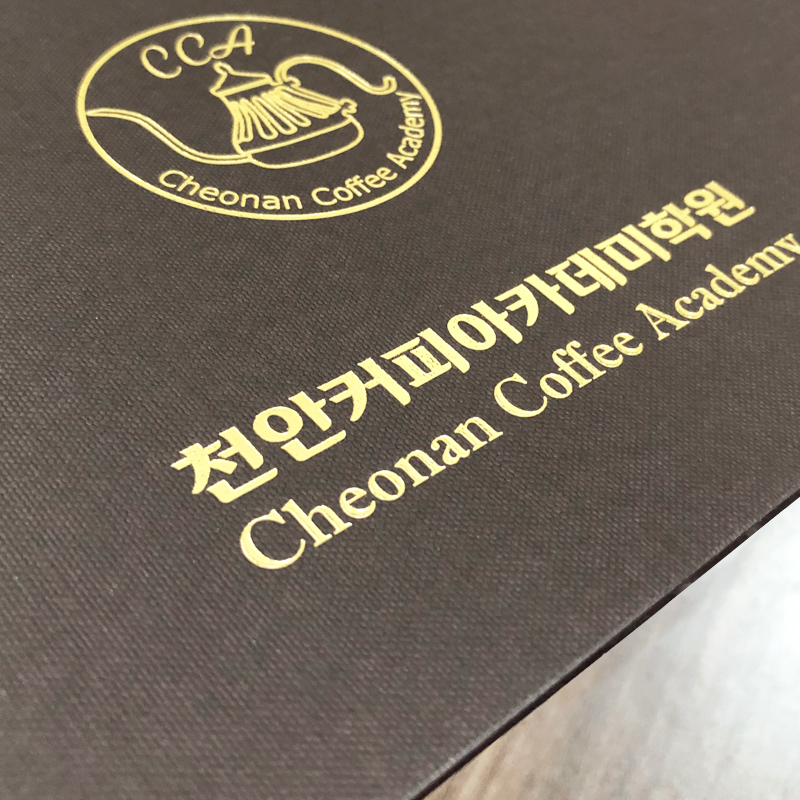 CCA
Cheonan Coffee Academy
천안커피아카데미학원
Cheonan Coffee Academy